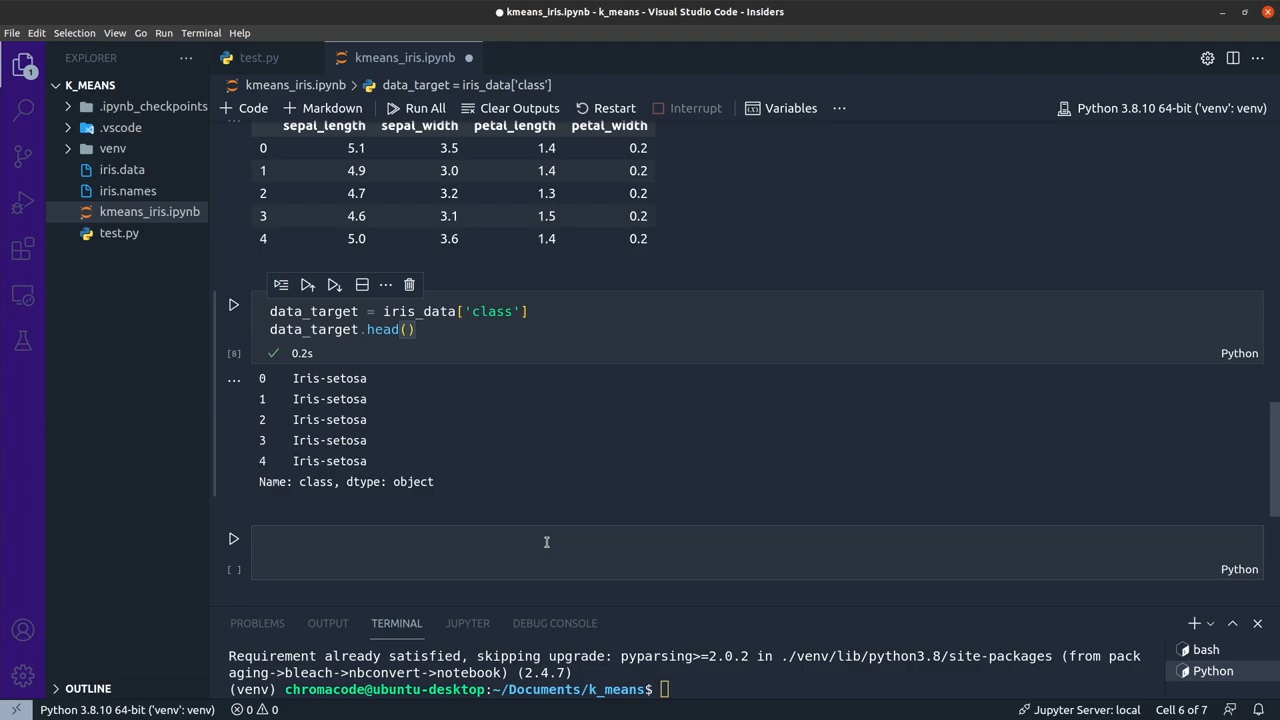 kmeans_iris.ipynb - k_means - Visual Studio Code - Insiders
File Edit Selection View Go Run Terminal Help
EXPLORER
test.py
kmeans_iris.ipynb
K_MEANS
kmeans_iris.ipynb > data_target = iris_data['class']
.ipynb_checkpoints
+ Code + Markdown Run All Clear Outputs Restart Interrupt Variables ··· Python 3.8.10 64-bit ('venv': venv)
.vscode
venv
iris.data
iris.names
kmeans_iris.ipynb
test.py
sepal_length sepal_width petal_length petal_width
0 5.1 3.5 1.4 0.2
1 4.9 3.0 1.4 0.2
2 4.7 3.2 1.3 0.2
3 4.6 3.1 1.5 0.2
4 5.0 3.6 1.4 0.2
data_target = iris_data['class']
data_target.head()
[8] 0.2s Python
0 Iris-setosa
1 Iris-setosa
2 Iris-setosa
3 Iris-setosa
4 Iris-setosa
Name: class, dtype: object
[ ] Python
PROBLEMS OUTPUT TERMINAL JUPYTER DEBUG CONSOLE
Requirement already satisfied, skipping upgrade: pyparsing>=2.0.2 in ./venv/lib/python3.8/site-packages (from pack
aging->bleach->nbconvert->notebook) (2.4.7)
(venv) chromacode@ubuntu-desktop:~/Documents/k_means$
bash
Python
OUTLINE
Python 3.8.10 64-bit ('venv': venv) 0 0 Jupyter Server: local Cell 6 of 7
1